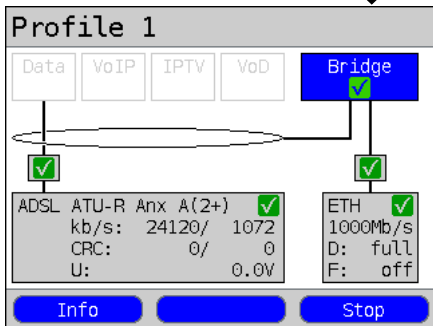 Profile 1
Data VoIP IPTV VoD Bridge
ADSL ATU-R Anx A(2+)
kb/s: 24120/ 1072
CRC: 0/ 0
U: 0.0V
ETH
1000Mb/s
D: full
F: off
Info Stop